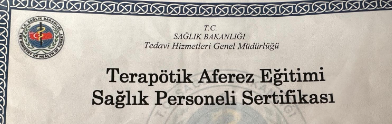 T.C
SAĞLIK BAKANLIĞI
Tedavi Hizmetleri Genel Müdürlüğü
Terapötik Aferez Eğitimi
Sağlık Personeli Sertifikası